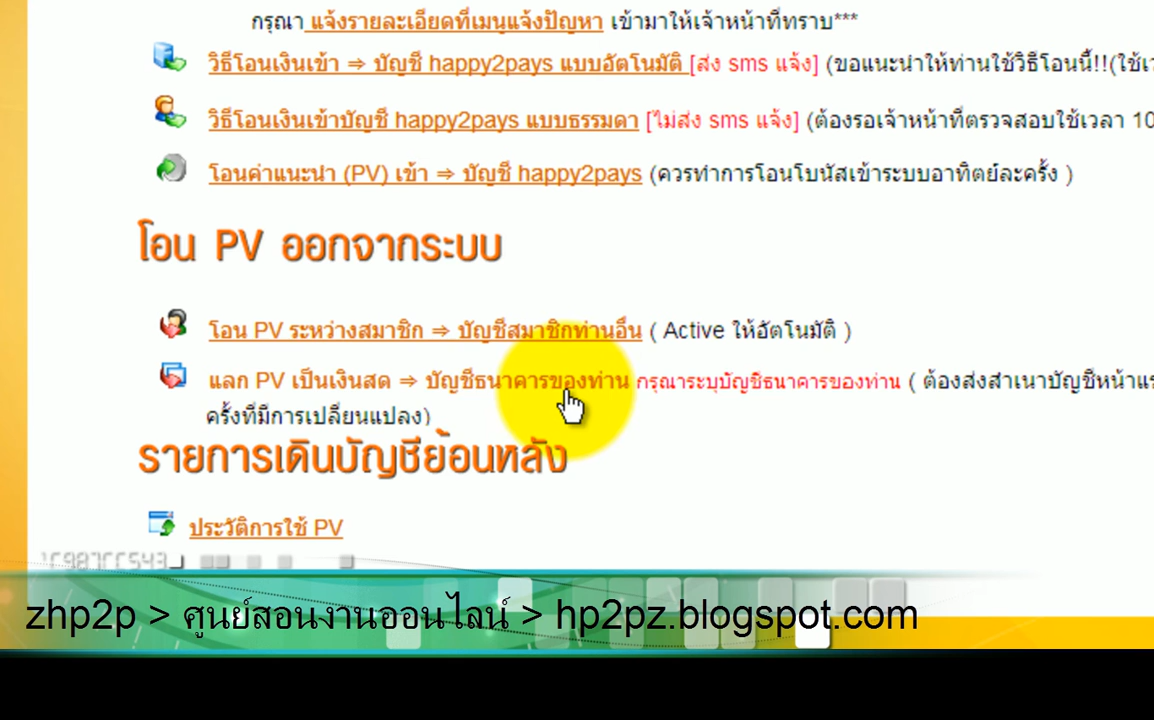 กรุณา แจ้งรายละเอียดที่เมนูแจ้งปัญหา เข้ามาให้เจ้าหน้าที่ทราบ***
วิธีโอนเงินเข้า ⇒ บัญชี happy2pays แบบอัตโนมัติ [ส่ง sms แจ้ง] (ขอแนะนำให้ท่านใช้วิธีโอนนี้!!(ใช้เว
วิธีโอนเงินเข้าบัญชี happy2pays แบบธรรมดา [ไม่ส่ง sms แจ้ง] (ต้องรอเจ้าหน้าที่ตรวจสอบใช้เวลา 10
โอนค่าแนะนำ (PV) เข้า ⇒ บัญชี happy2pays (ควรทำการโอนโบนัสเข้าระบบอาทิตย์ละครั้ง )
โอน PV ออกจากระบบ
โอน PV ระหว่างสมาชิก ⇒ บัญชีสมาชิกท่านอื่น ( Active ให้อัตโนมัติ )
แลก PV เป็นเงินสด ⇒ บัญชีธนาคารของท่าน กรุณาระบุบัญชีธนาคารของท่าน ( ต้องส่งสำเนาบัญชีหน้าแร
ครั้งที่มีการเปลี่ยนแปลง)
รายการเดินบัญชีย้อนหลัง
ประวัติการใช้ PV
zhp2p > ศูนย์สอนงานออนไลน์ > hp2pz.blogspot.com